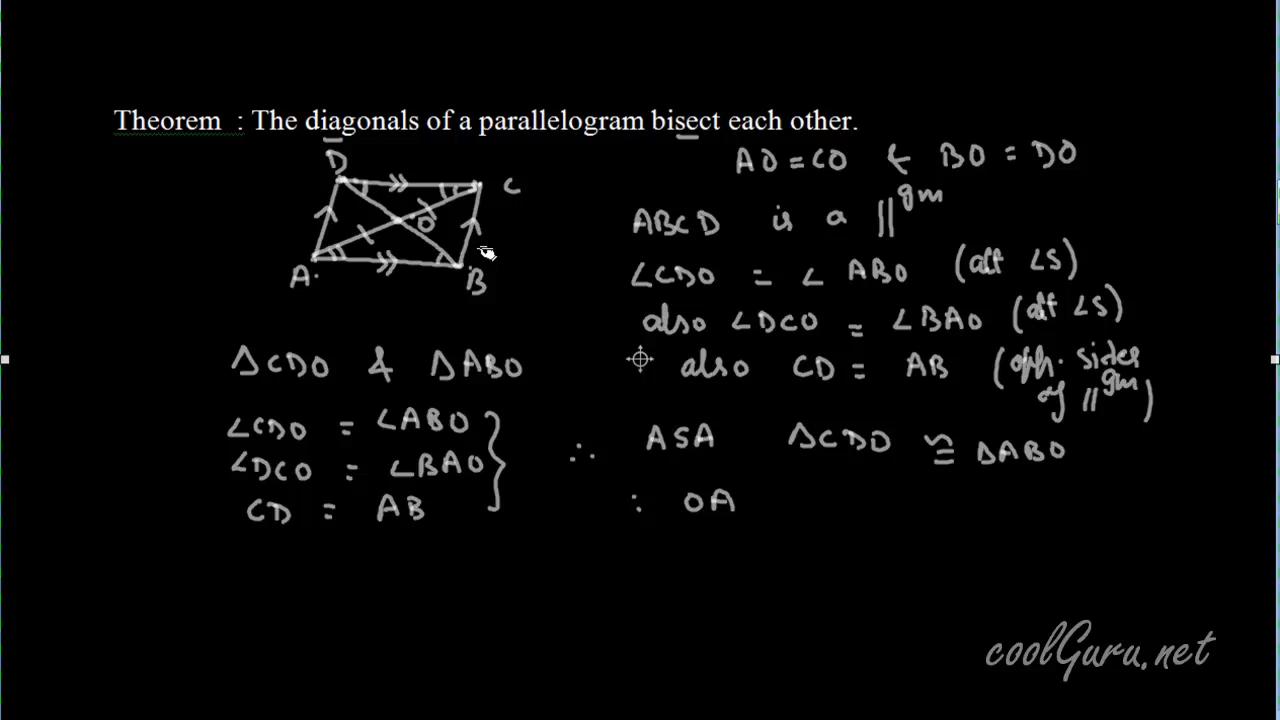 Theorem : The diagonals of a parallelogram bisect each other.
AO = CO & BO = DO
D
C
O
A
B
ABCD is a ||gm
∠CDO = ∠ ABO (alt ∠S)
also ∠DCO = ∠BAO (alt ∠S)
also CD = AB (opp. sides
of ||gm)
ΔCDO & ΔABO
∠CDO = ∠ABO
∠DCO = ∠BAO
CD = AB
∴ ASA ΔCDO ≅ ΔABO
: OA
coolGuru.net